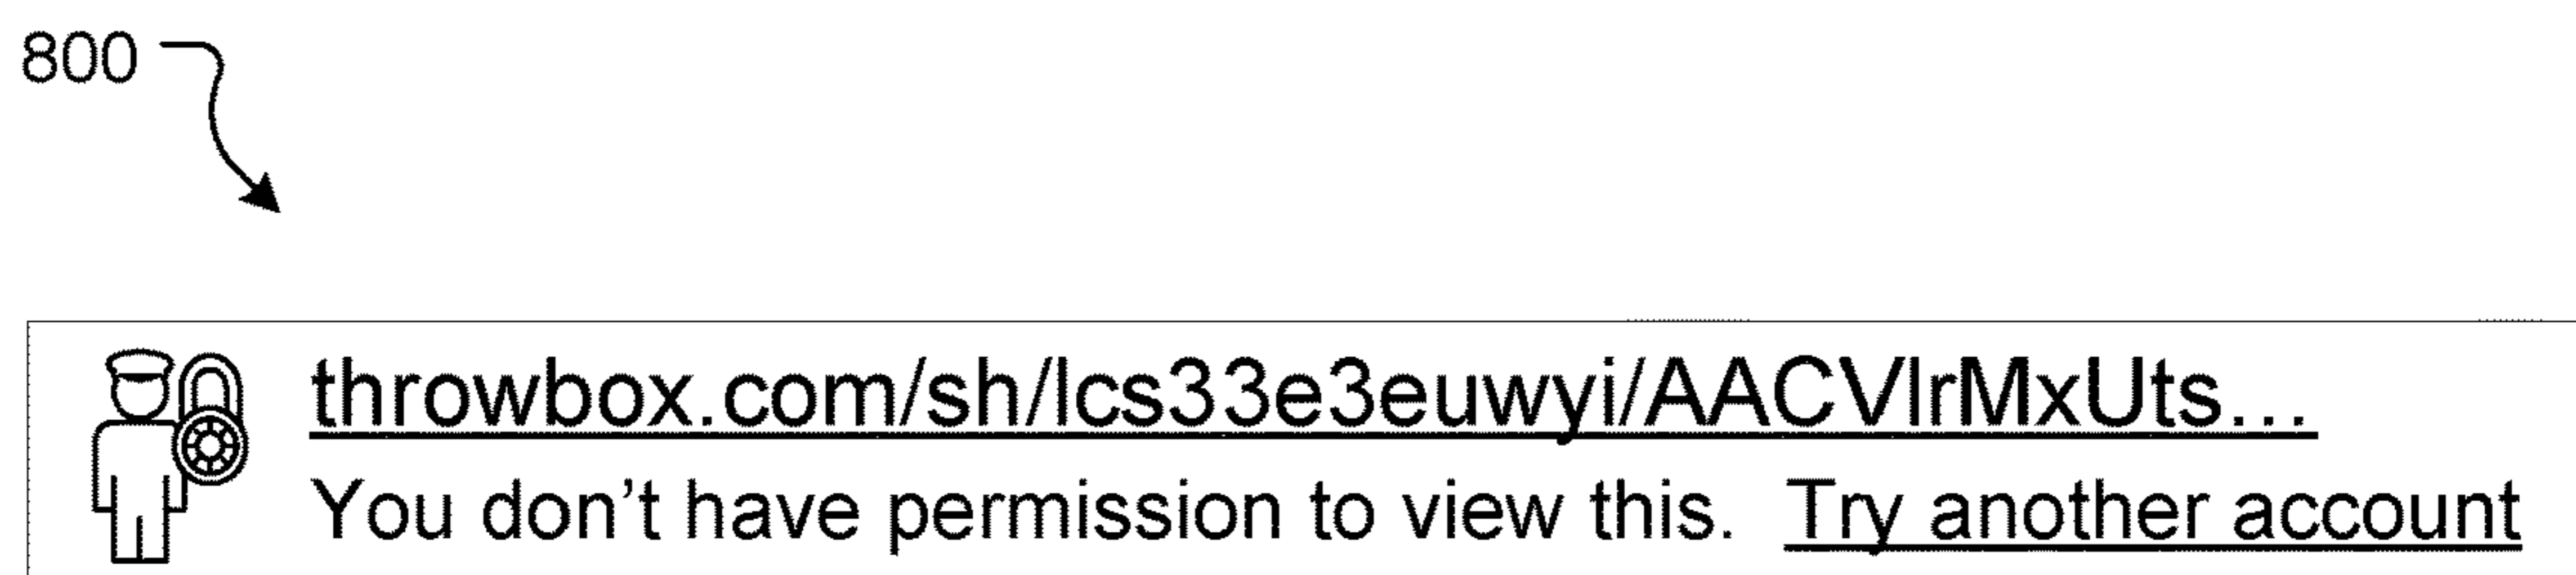 800
throwbox.com/sh/lcs33e3euwyi/AACVlrMxUts...
You don't have permission to view this. Try another account